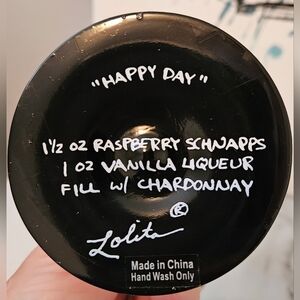 "HAPPY DAY"
1½ OZ RASPBERRY SCHNAPPS
1 OZ VANILLA LIQUEUR
FILL W/ CHARDONNAY
®
Lolita
Made in China
Hand Wash Only